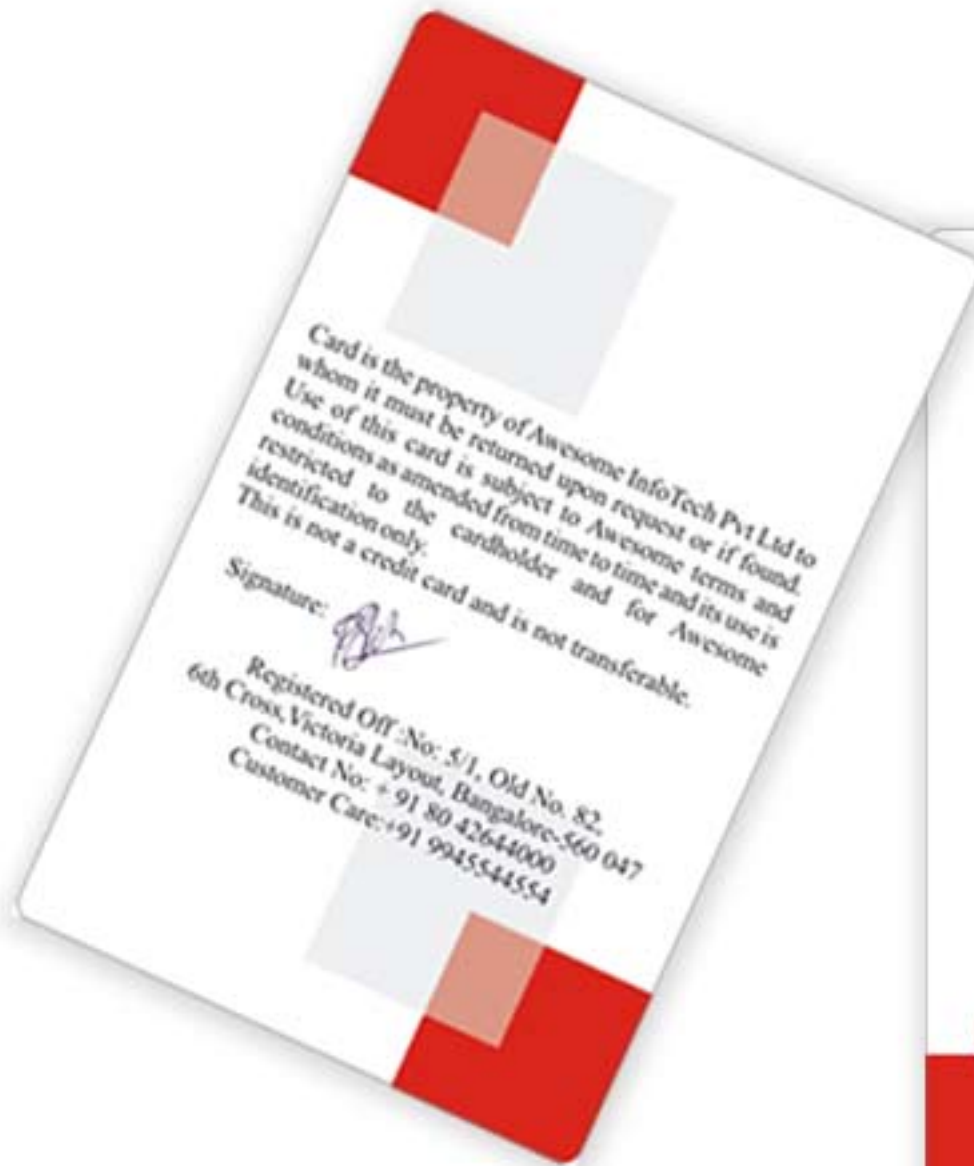 Card is the property of Awesome InfoTech Pvt Ltd to
whom it must be returned upon request or if found.
Use of this card is subject to Awesome terms and
conditions as amended from time to time and its use is
restricted to the cardholder and for Awesome
identification only.
This is not a credit card and is not transferable.
Signature:
Registered Off :No: 5/1, Old No. 82,
6th Cross,Victoria Layout, Bangalore-560 047
Contact No: + 91 80 42644000
Customer Care:+91 9945544554